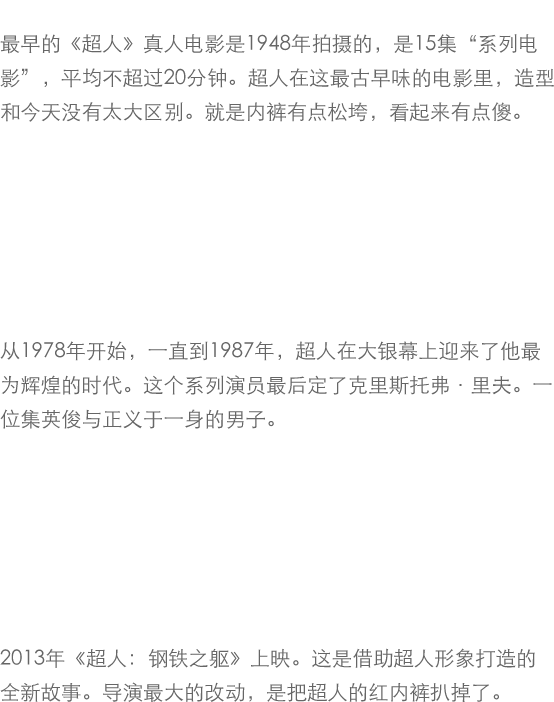 最早的《超人》真人电影是1948年拍摄的，是15集“系列电
影”，平均不超过20分钟。超人在这最古早味的电影里，造型
和今天没有太大区别。就是内裤有点松垮，看起来有点傻。
从1978年开始，一直到1987年，超人在大银幕上迎来了他最
为辉煌的时代。这个系列演员最后定了克里斯托弗·里夫。一
位集英俊与正义于一身的男子。
2013年《超人：钢铁之躯》上映。这是借助超人形象打造的
全新故事。导演最大的改动，是把超人的红内裤扒掉了。